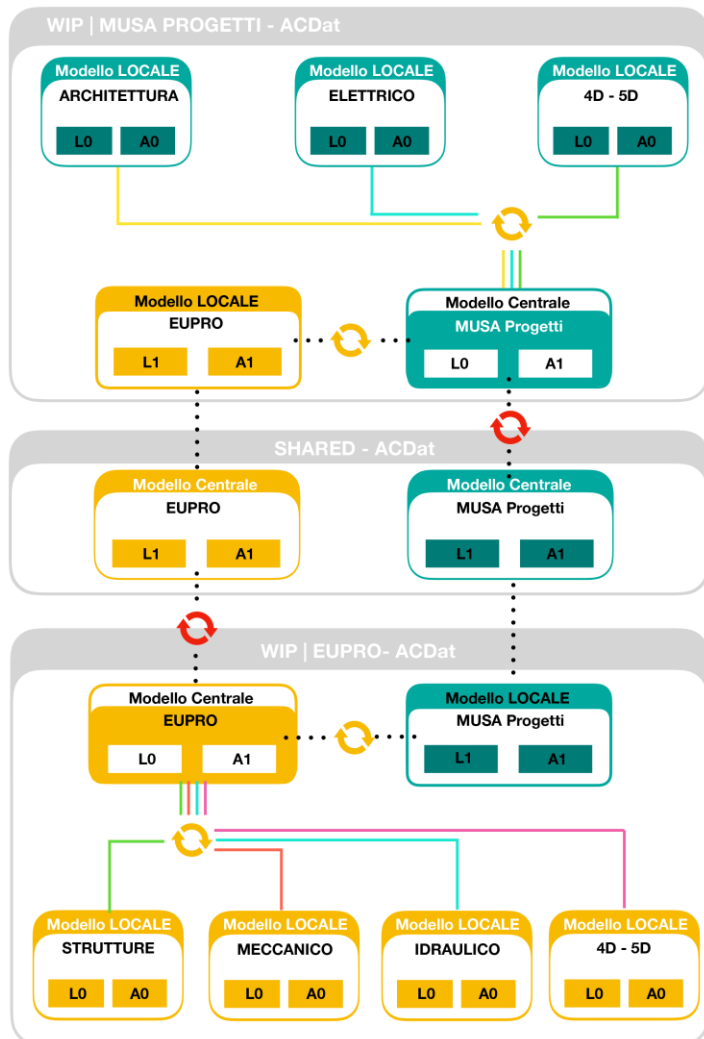 WIP | MUSA PROGETTI - ACDat
Modello LOCALE
ARCHITETTURA
L0 A0
Modello LOCALE
ELETTRICO
L0 A0
Modello LOCALE
4D - 5D
L0 A0
Modello LOCALE
EUPRO
L1 A1
Modello Centrale
MUSA Progetti
L0 A1
SHARED - ACDat
Modello Centrale
EUPRO
L1 A1
Modello Centrale
MUSA Progetti
L1 A1
WIP | EUPRO- ACDat
Modello Centrale
EUPRO
L0 A1
Modello LOCALE
MUSA Progetti
L1 A1
Modello LOCALE
STRUTTURE
L0 A0
Modello LOCALE
MECCANICO
L0 A0
Modello LOCALE
IDRAULICO
L0 A0
Modello LOCALE
4D - 5D
L0 A0